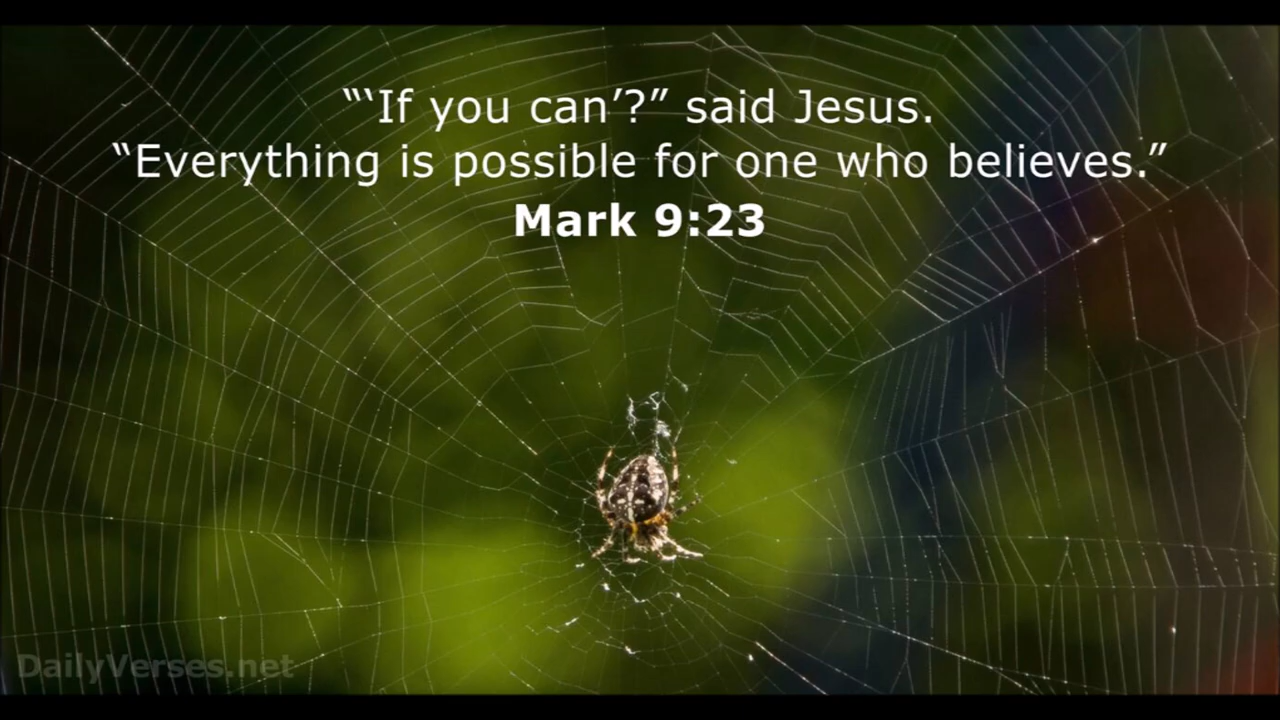 “‘If you can’?” said Jesus.
“Everything is possible for one who believes.”
Mark 9:23
DailyVerses.net